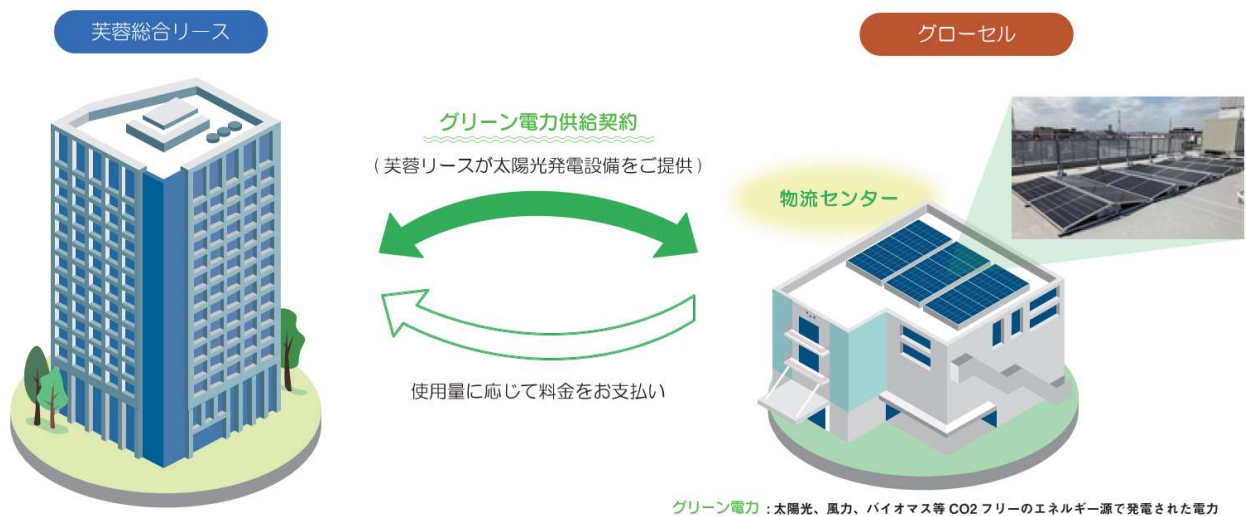 芙蓉総合リース
グローセル
グリーン電力供給契約
(芙蓉リースが太陽光発電設備をご提供)
物流センター
使用量に応じて料金をお支払い
グリーン電力 : 太陽光、風力、バイオマス等 CO2 フリーのエネルギー源で発電された電力